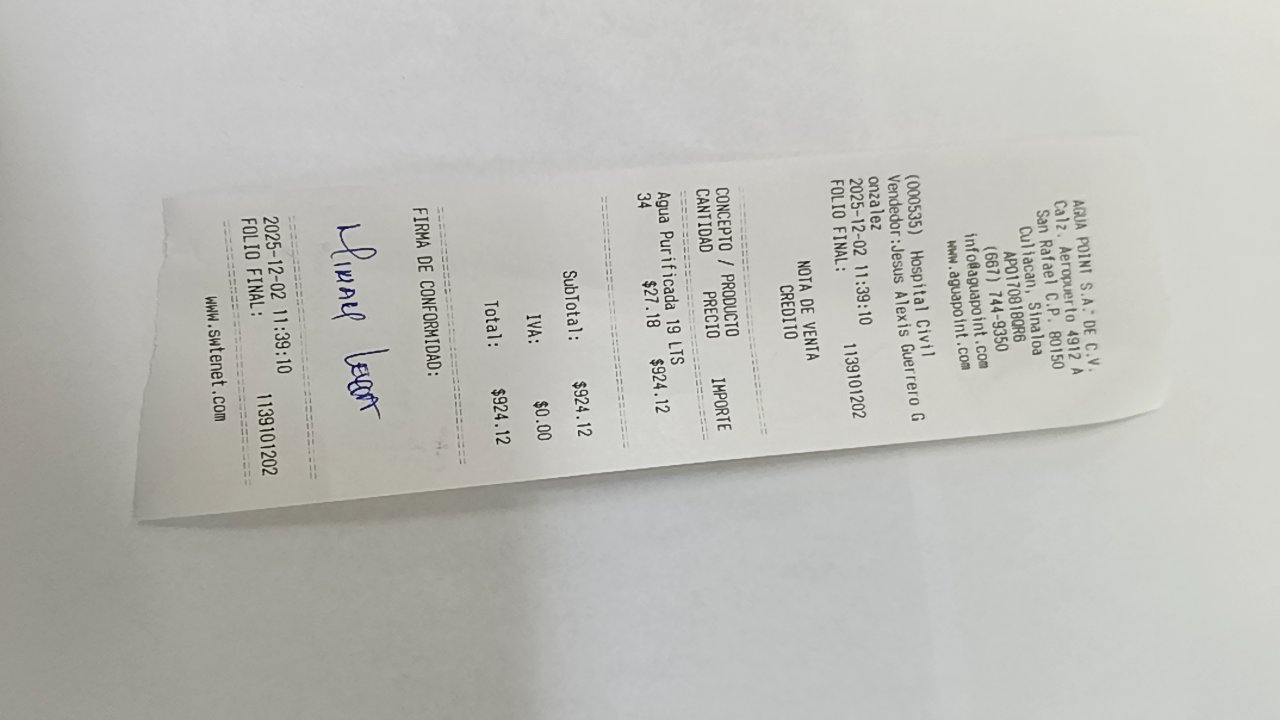 AGUA POINT S.A. DE C.V.
Calz. Aeropuerto 4912 A
San Rafael C.P. 80150
Culiacan, Sinaloa
APO170818QR6
(667) 744-9350
info@aguapoint.com
www.aguapoint.com
(000535) Hospital Civil
Vendedor:Jesus Alexis Guerrero G
onzalez
2025-12-02 11:39:10
FOLIO FINAL: 1139101202
NOTA DE VENTA
CREDITO
CONCEPTO / PRODUCTO
CANTIDAD PRECIO IMPORTE
Agua Purificada 19 LTS
34 $27.18 $924.12
SubTotal: $924.12
IVA: $0.00
Total: $924.12
FIRMA DE CONFORMIDAD:
2025-12-02 11:39:10
FOLIO FINAL: 1139101202
www.swtenet.com